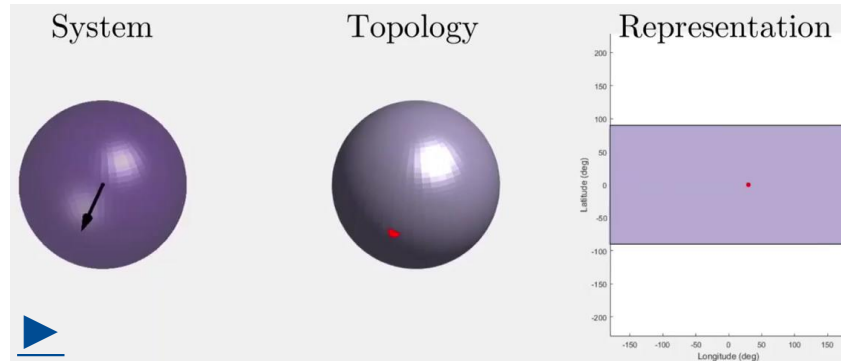 System
Topology
Representation
200
150
100
50
0
-50
-100
-150
-200
Latitude (deg)
-150 -100 -50 0 50 100 150
Longitude (deg)